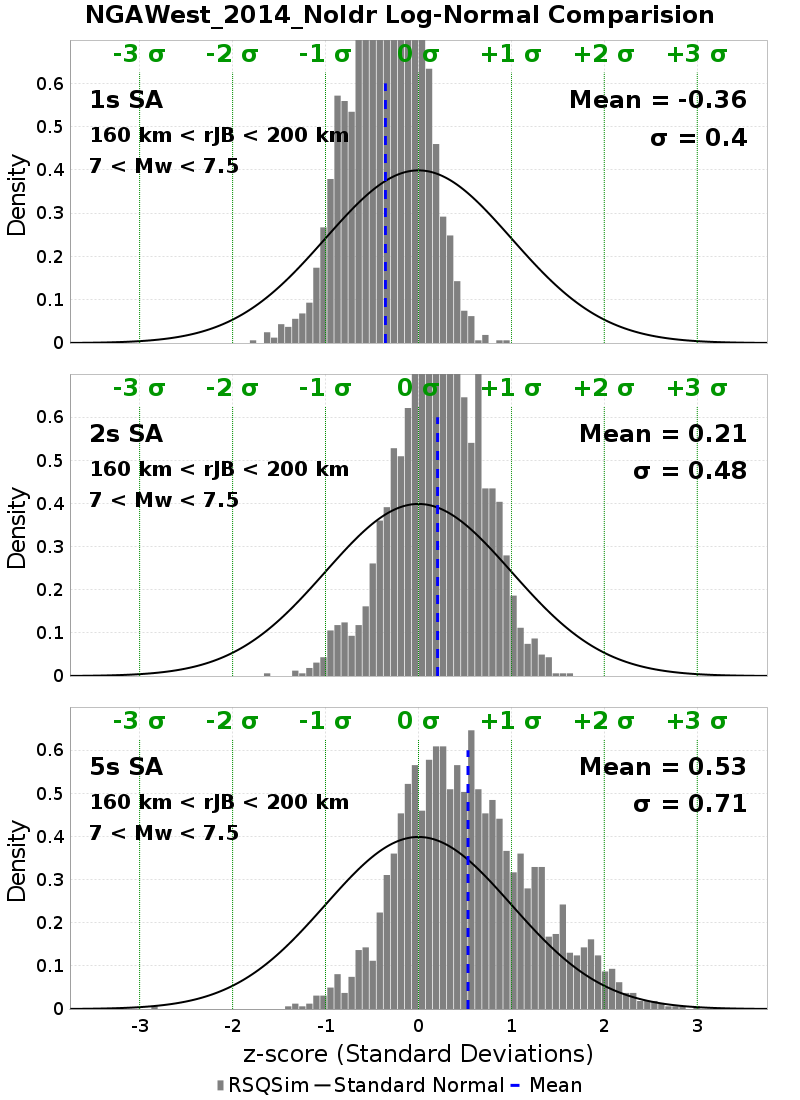 NGAWest_2014_NoIdr Log-Normal Comparision
-3 σ -2 σ -1 σ 0 σ +1 σ +2 σ +3 σ
1s SA
Mean = -0.36
160 km < rJB < 200 km
σ = 0.4
7 < Mw < 7.5
Density
0.6
0.5
0.4
0.3
0.2
0.1
0
-3 σ -2 σ -1 σ 0 σ +1 σ +2 σ +3 σ
2s SA
Mean = 0.21
160 km < rJB < 200 km
σ = 0.48
7 < Mw < 7.5
Density
0.6
0.5
0.4
0.3
0.2
0.1
0
-3 σ -2 σ -1 σ 0 σ +1 σ +2 σ +3 σ
5s SA
Mean = 0.53
160 km < rJB < 200 km
σ = 0.71
7 < Mw < 7.5
Density
0.6
0.5
0.4
0.3
0.2
0.1
0
-3 -2 -1 0 1 2 3
z-score (Standard Deviations)
RSQSim Standard Normal Mean